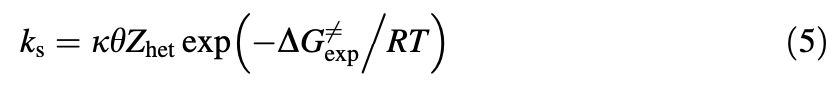 k_s = κθZ_het exp(−ΔG^≠_exp/RT) (5)